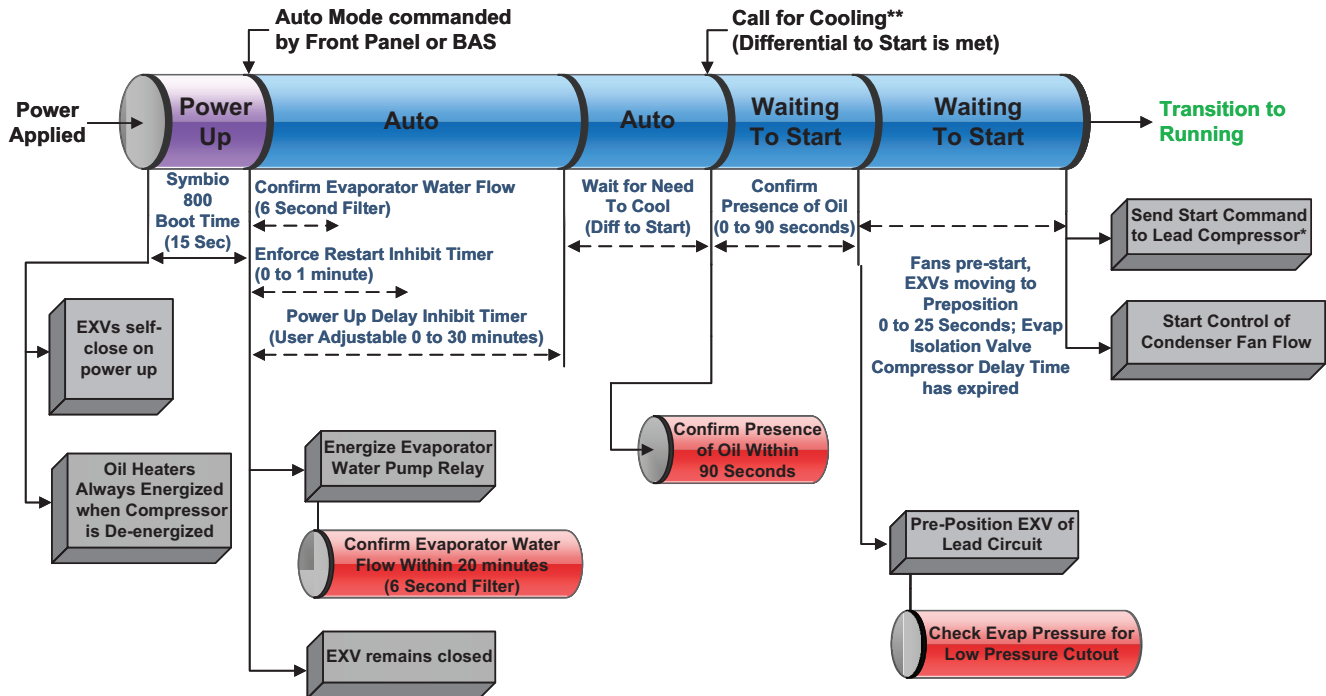 Auto Mode commanded
by Front Panel or BAS
Call for Cooling**
(Differential to Start is met)
Power
Applied
Power
Up
Auto
Auto
Waiting
To Start
Waiting
To Start
Transition to
Running
Symbio
800
Boot Time
(15 Sec)
Confirm Evaporator Water Flow
(6 Second Filter)
Enforce Restart Inhibit Timer
(0 to 1 minute)
Power Up Delay Inhibit Timer
(User Adjustable 0 to 30 minutes)
Wait for Need
To Cool
(Diff to Start)
Confirm
Presence of Oil
(0 to 90 seconds)
Fans pre-start,
EXVs moving to
Preposition
0 to 25 Seconds; Evap
Isolation Valve
Compressor Delay Time
has expired
Send Start Command
to Lead Compressor*
Start Control of
Condenser Fan Flow
EXVs self-
close on
power up
Oil Heaters
Always Energized
when Compressor
is De-energized
Energize Evaporator
Water Pump Relay
Confirm Evaporator Water
Flow Within 20 minutes
(6 Second Filter)
EXV remains closed
Confirm Presence
of Oil Within
90 Seconds
Pre-Position EXV of
Lead Circuit
Check Evap Pressure for
Low Pressure Cutout